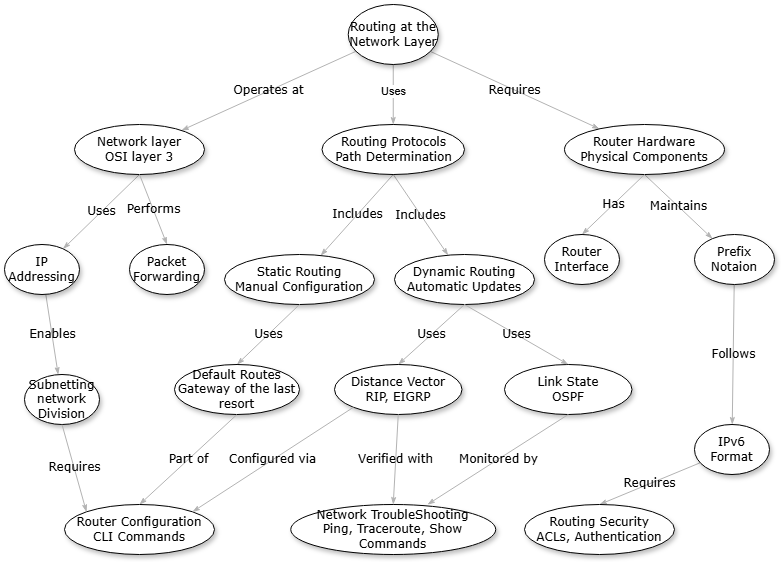 Routing at the
Network Layer
Operates at
Uses
Requires
Network layer
OSI layer 3
Routing Protocols
Path Determination
Router Hardware
Physical Components
Uses
Performs
Includes
Includes
Has
Maintains
IP
Addressing
Packet
Forwarding
Static Routing
Manual Configuration
Dynamic Routing
Automatic Updates
Router
Interface
Prefix
Notaion
Enables
Uses
Uses
Uses
Follows
Subnetting
network
Division
Default Routes
Gateway of the last
resort
Distance Vector
RIP, EIGRP
Link State
OSPF
IPv6
Format
Requires
Part of
Configured via
Verified with
Monitored by
Requires
Router Configuration
CLI Commands
Network TroubleShooting
Ping, Traceroute, Show
Commands
Routing Security
ACLs, Authentication